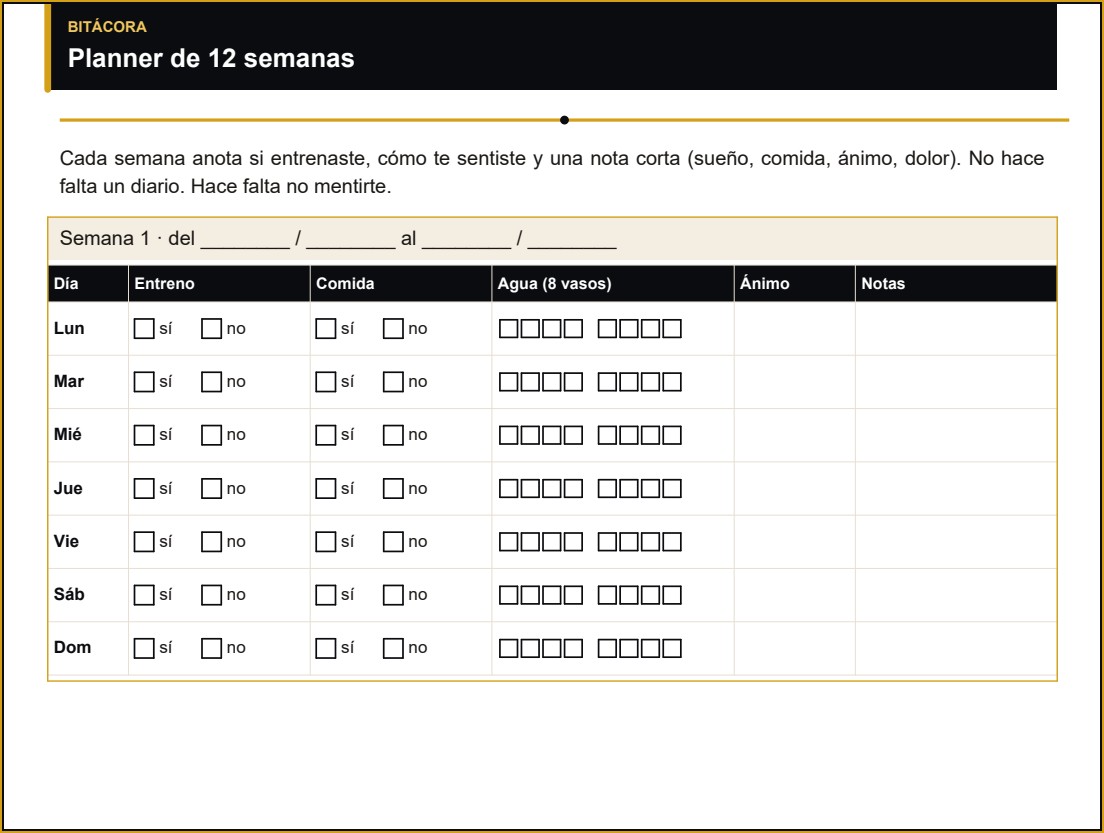 BITÁCORA
Planner de 12 semanas
Cada semana anota si entrenaste, cómo te sentiste y una nota corta (sueño, comida, ánimo, dolor). No hace
falta un diario. Hace falta no mentirte.
Semana 1 · del ________ / ________ al ________ / ________
Día Entreno Comida Agua (8 vasos) Ánimo Notas
Lun sí no sí no
Mar sí no sí no
Mié sí no sí no
Jue sí no sí no
Vie sí no sí no
Sáb sí no sí no
Dom sí no sí no